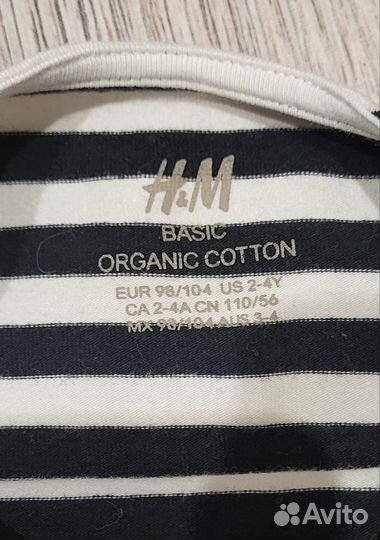 H&M
BASIC
ORGANIC COTTON
EUR 98/104 US 2-4Y
CA 2-4A CN 110/56
MX 98/104 AUS 3-4
Avito